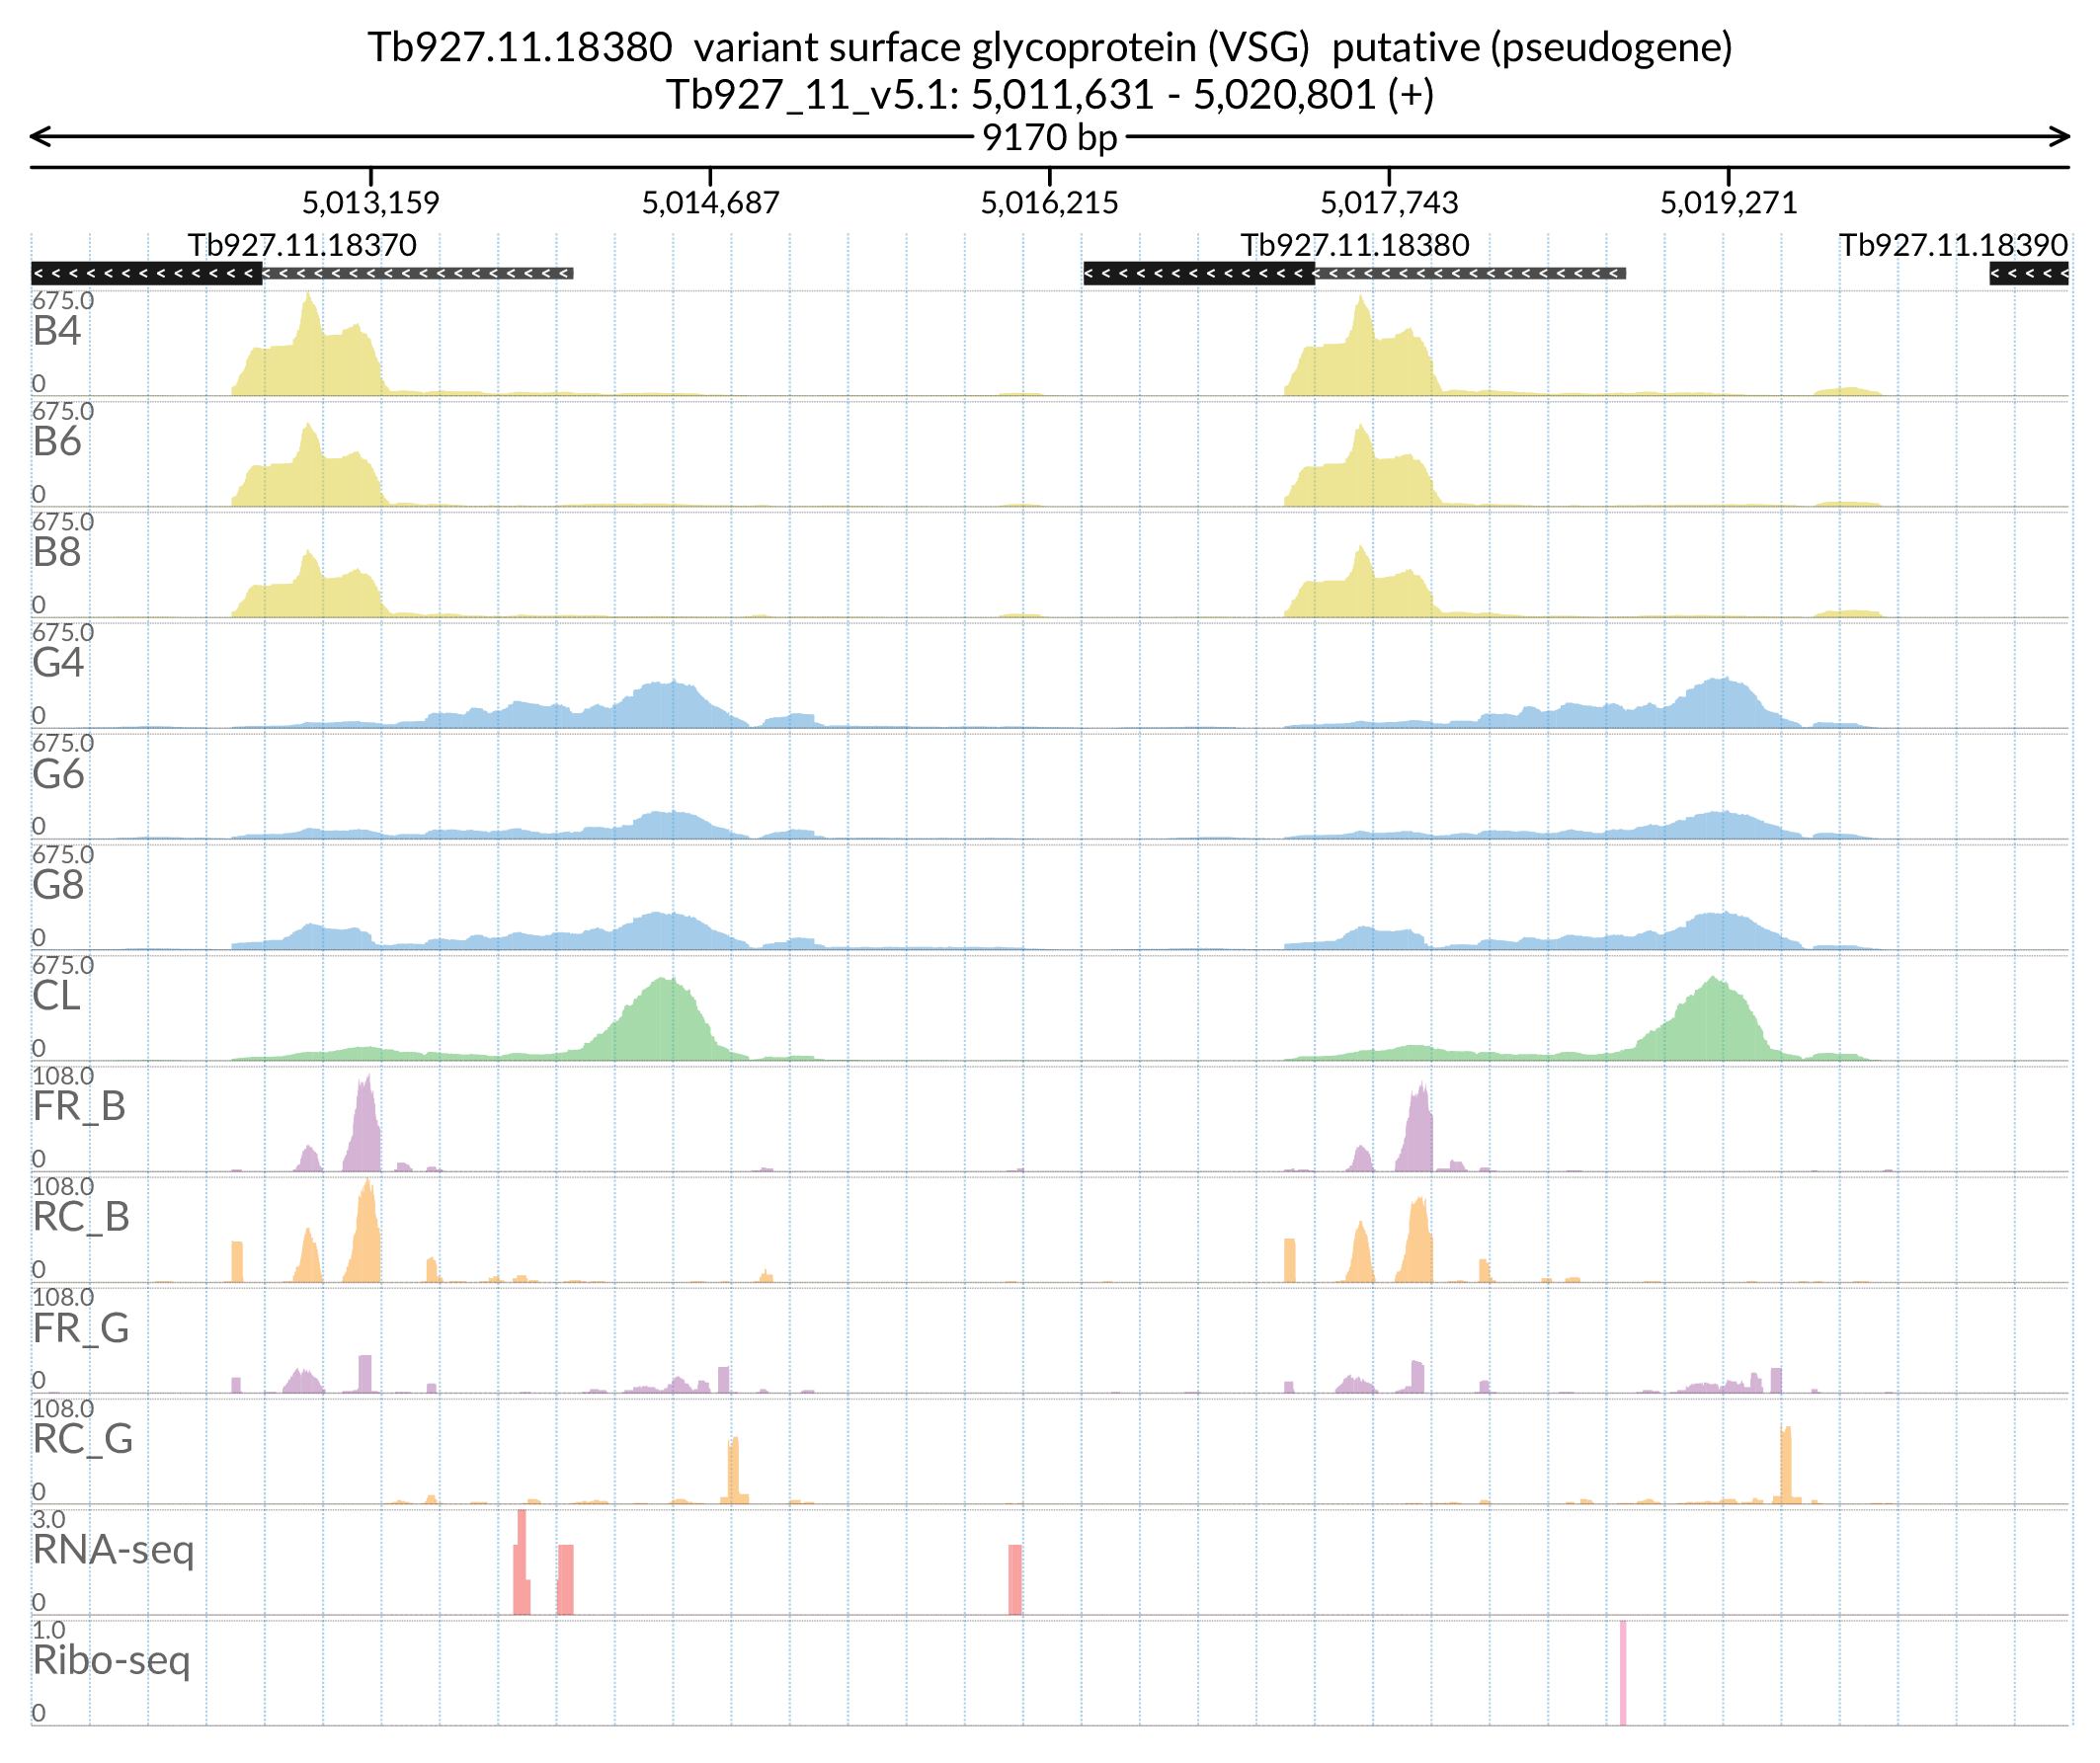 Tb927.11.18380 variant surface glycoprotein (VSG) putative (pseudogene)
Tb927_11_v5.1: 5,011,631 - 5,020,801 (+)
9170 bp
5,013,159 5,014,687 5,016,215 5,017,743 5,019,271
Tb927.11.18370 Tb927.11.18380 Tb927.11.18390
675.0
B4
0
675.0
B6
0
675.0
B8
0
675.0
G4
0
675.0
G6
0
675.0
G8
0
675.0
CL
0
108.0
FR_B
0
108.0
RC_B
0
108.0
FR_G
0
108.0
RC_G
0
3.0
RNA-seq
0
1.0
Ribo-seq
0